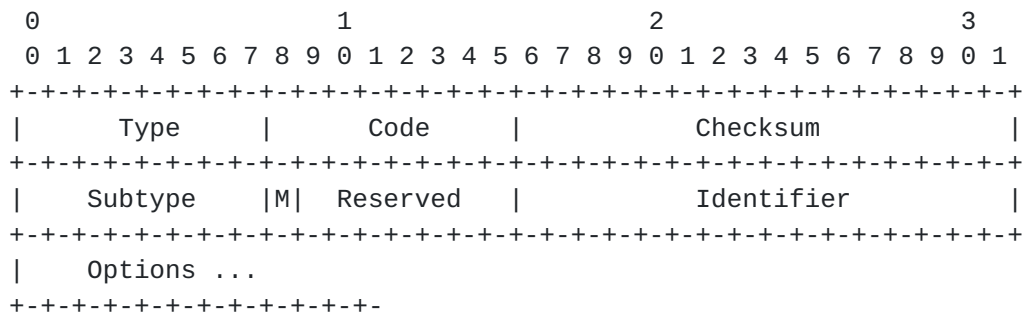 0                   1                   2                   3
 0 1 2 3 4 5 6 7 8 9 0 1 2 3 4 5 6 7 8 9 0 1 2 3 4 5 6 7 8 9 0 1
+-+-+-+-+-+-+-+-+-+-+-+-+-+-+-+-+-+-+-+-+-+-+-+-+-+-+-+-+-+-+-+-+
|      Type     |      Code     |           Checksum            |
+-+-+-+-+-+-+-+-+-+-+-+-+-+-+-+-+-+-+-+-+-+-+-+-+-+-+-+-+-+-+-+-+
|    Subtype    |M|  Reserved   |           Identifier          |
+-+-+-+-+-+-+-+-+-+-+-+-+-+-+-+-+-+-+-+-+-+-+-+-+-+-+-+-+-+-+-+-+
|    Options ...
+-+-+-+-+-+-+-+-+-+-+-+-